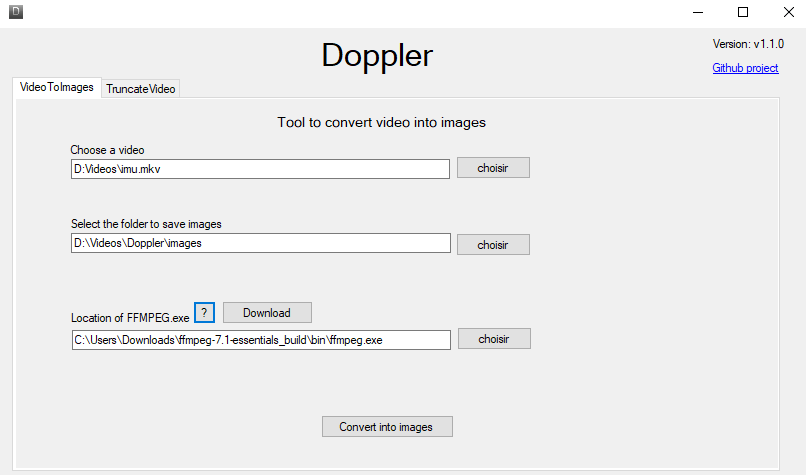 D
Doppler
Version: v1.1.0
Github project
VideoToImages TruncateVideo
Tool to convert video into images
Choose a video
D:Videos\imu.mkv choisir
Select the folder to save images
D:\Videos\Doppler\images choisir
Location of FFMPEG.exe ? Download
C:\Users\Downloads\ffmpeg-7.1-essentials_build\bin\ffmpeg.exe choisir
Convert into images